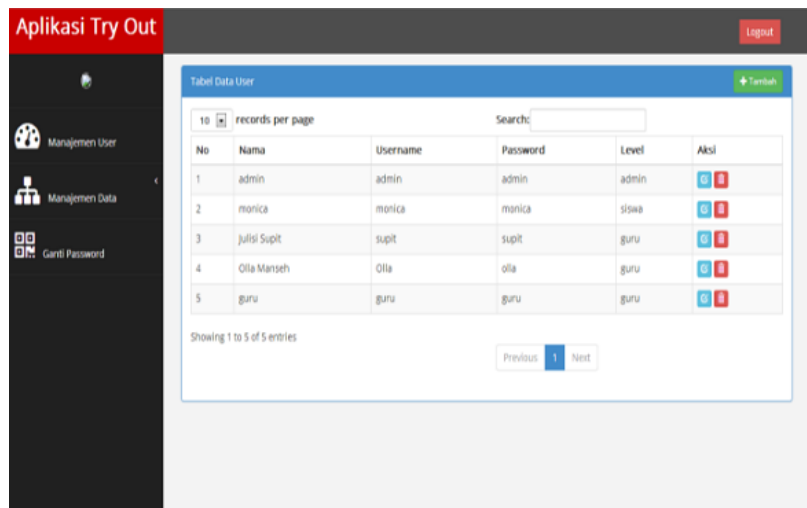 Aplikasi Try Out
Logout
Manajemen User
Manajemen Data
Ganti Password
Tabel Data User
+ Tambah
10 records per page
Search:
No Nama Username Password Level Aksi
1 admin admin admin admin
2 monica monica monica siswa
3 Julisi Supit supit supit guru
4 Olla Manseh Olla olla guru
5 guru guru guru guru
Showing 1 to 5 of 5 entries
Previous 1 Next